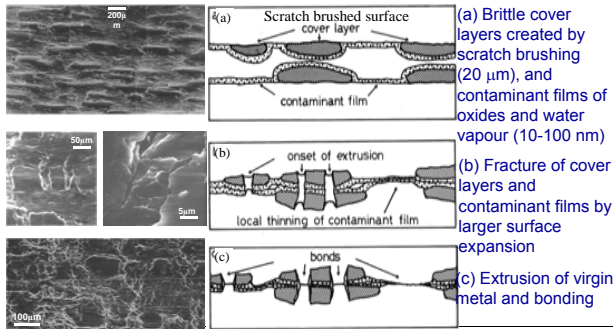 200μ
m
(a) Scratch brushed surface
cover layer
contaminant film
(a) Brittle cover
layers created by
scratch brushing
(20 μm), and
contaminant films of
oxides and water
vapour (10-100 nm)
50μm
5μm
(b)
onset of extrusion
local thinning of contaminant film
(b) Fracture of cover
layers and
contaminant films by
larger surface
expansion
100μm
(c)
bonds
(c) Extrusion of virgin
metal and bonding